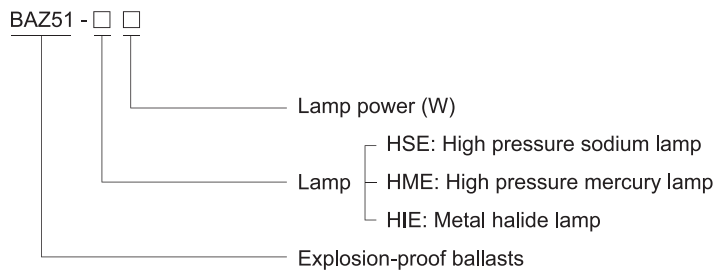 BAZ51 - □ □
Lamp power (W)
HSE: High pressure sodium lamp
Lamp HME: High pressure mercury lamp
HIE: Metal halide lamp
Explosion-proof ballasts